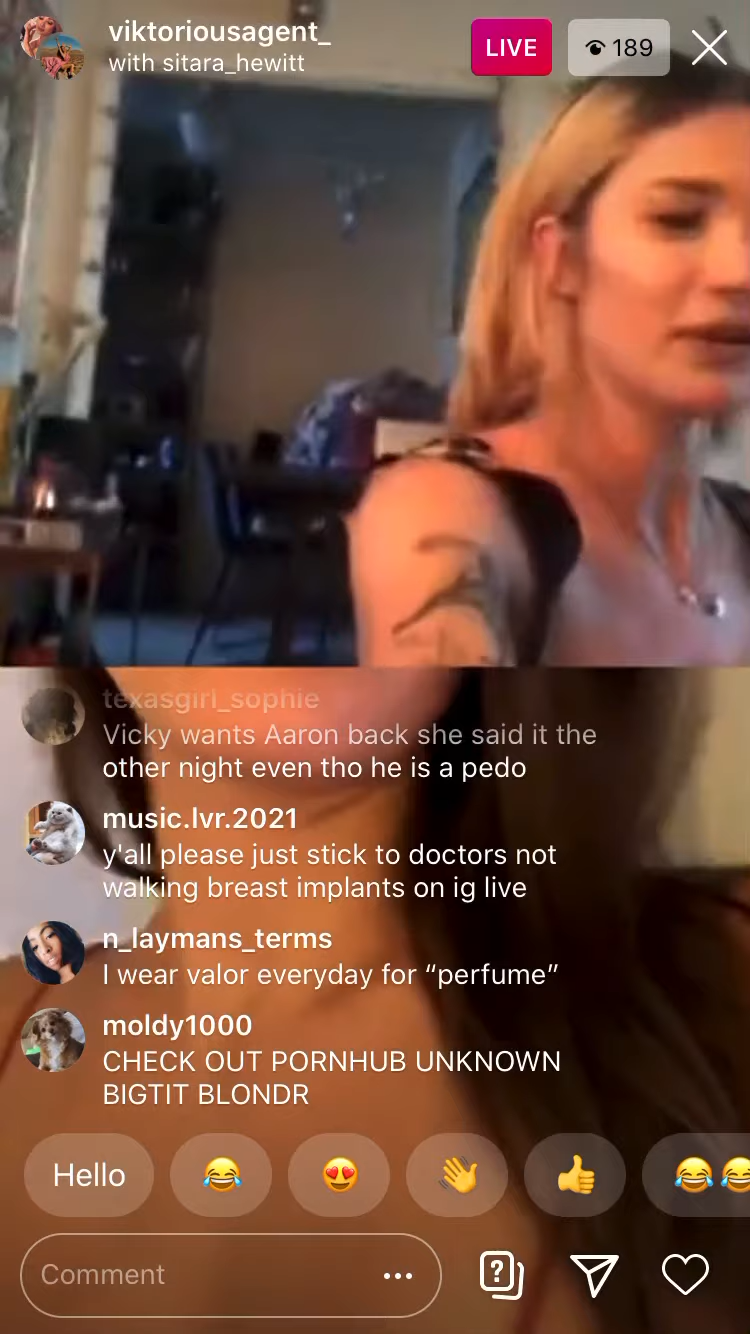 viktoriousagent_
with sitara_hewitt
LIVE
189
texasgirl_sophie
Vicky wants Aaron back she said it the
other night even tho he is a pedo
music.lvr.2021
y'all please just stick to doctors not
walking breast implants on ig live
n_laymans_terms
I wear valor everyday for “perfume”
moldy1000
CHECK OUT PORNHUB UNKNOWN
BIGTIT BLONDR
Hello
Comment